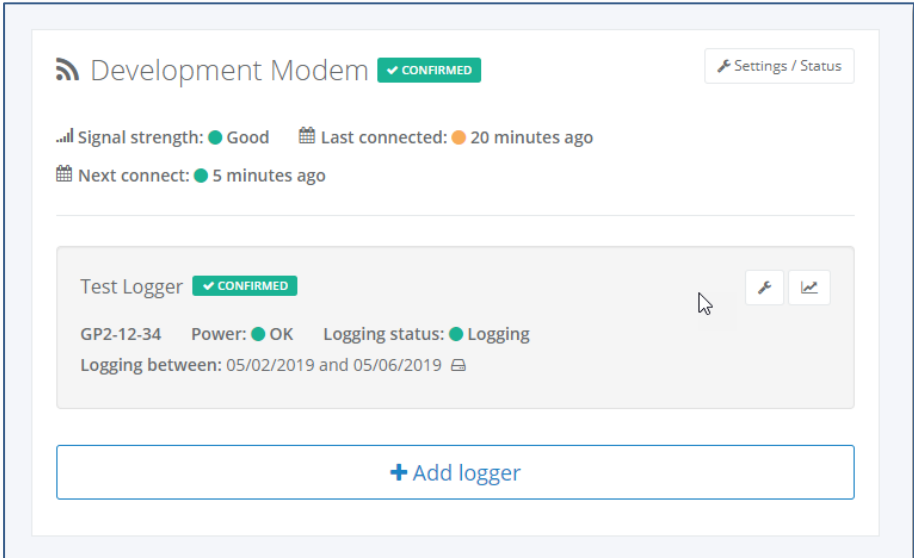 Development Modem CONFIRMED Settings / Status
Signal strength: Good Last connected: 20 minutes ago
Next connect: 5 minutes ago
Test Logger CONFIRMED
GP2-12-34 Power: OK Logging status: Logging
Logging between: 05/02/2019 and 05/06/2019
+ Add logger